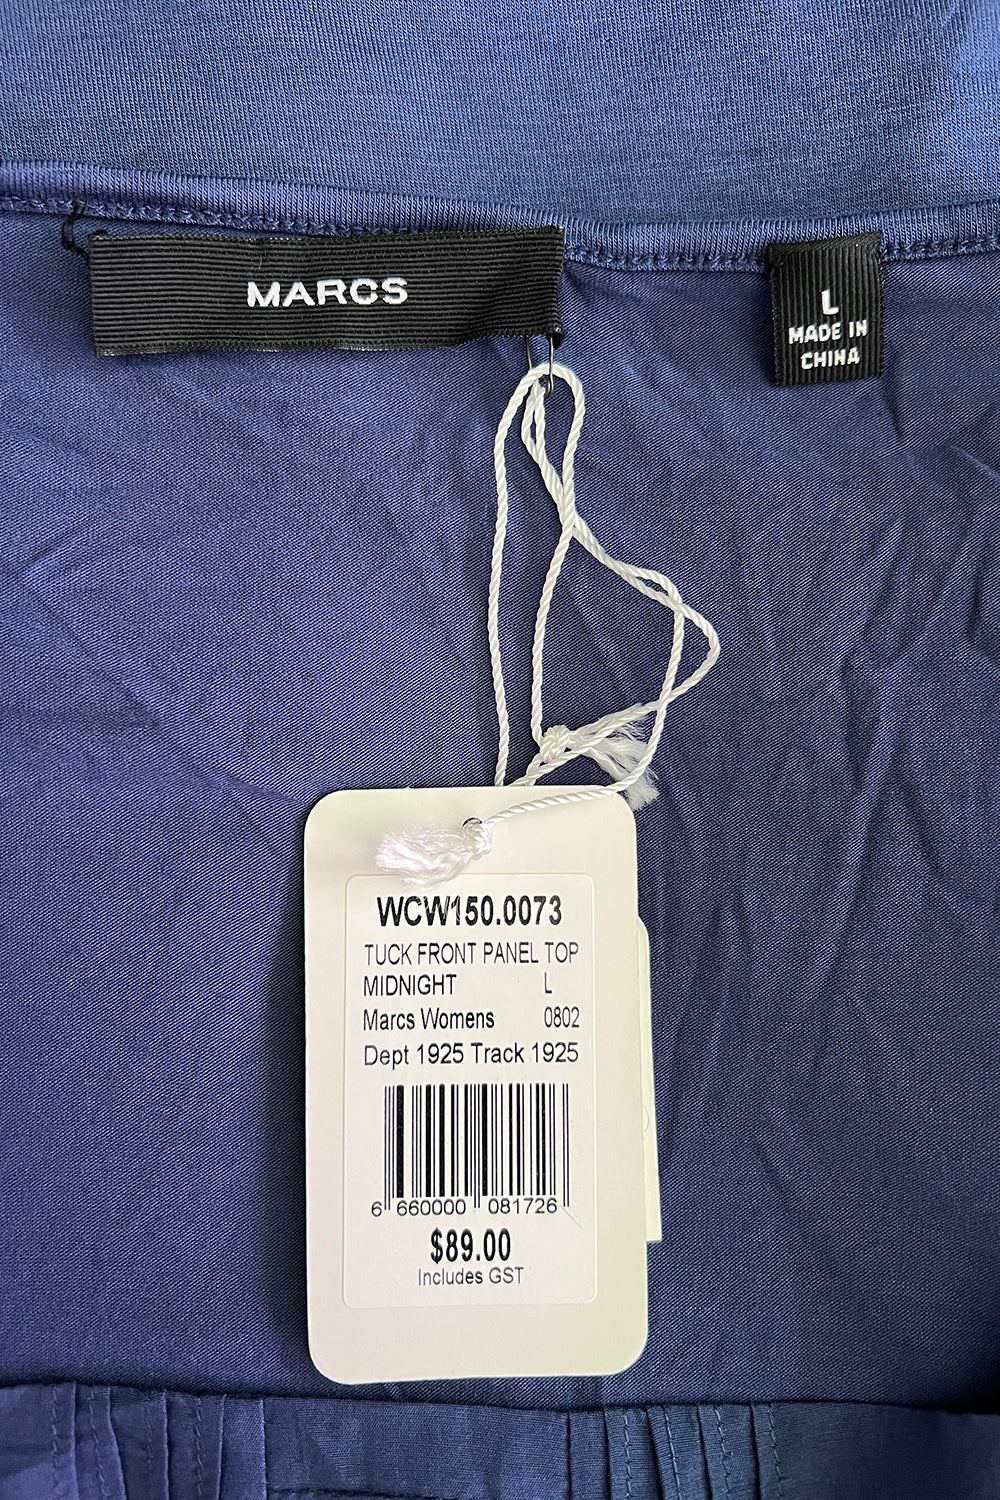 MARCS
L
MADE IN
CHINA
WCW150.0073
TUCK FRONT PANEL TOP
MIDNIGHT L
Marcs Womens 0802
Dept 1925 Track 1925
6 660000 081726
$89.00
Includes GST